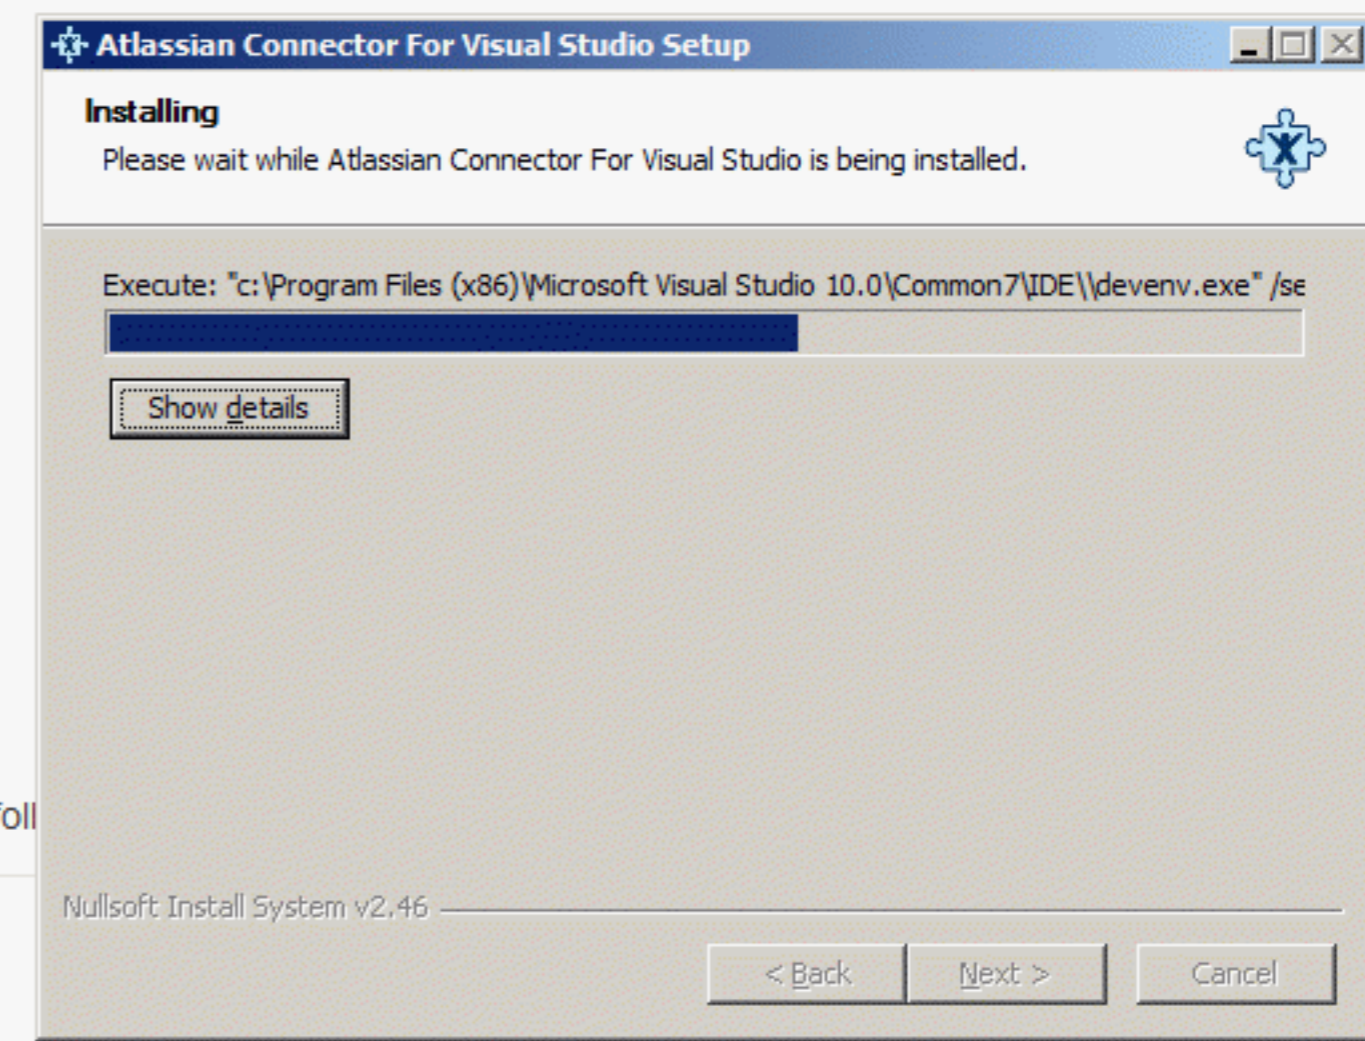 Atlassian Connector For Visual Studio Setup
Installing
Please wait while Atlassian Connector For Visual Studio is being installed.
Execute: "c:\Program Files (x86)\Microsoft Visual Studio 10.0\Common7\IDE\\devenv.exe" /se
Show details
foll
Nullsoft Install System v2.46
< Back Next > Cancel